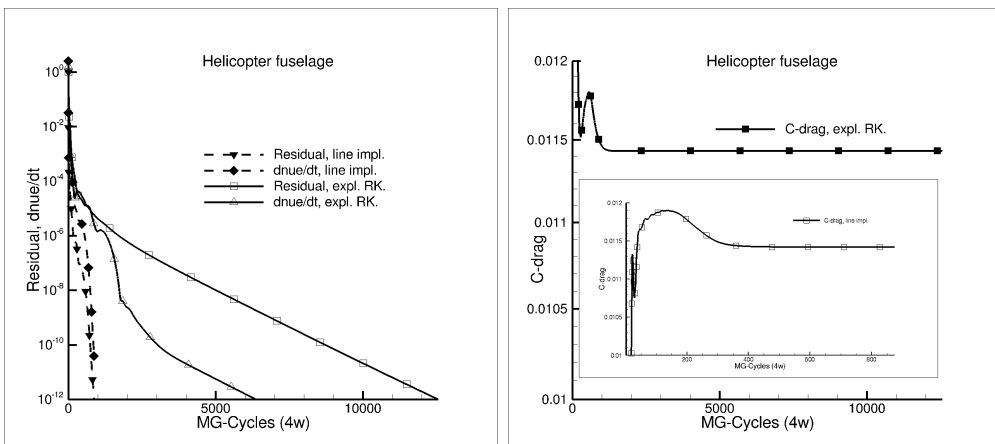 Helicopter fuselage
Residual, line impl.
dnue/dt, line impl.
Residual, expl. RK.
dnue/dt, expl. RK.
Residual, dnue/dt
10^0
10^-2
10^-4
10^-6
10^-8
10^-10
10^-12
0
5000
10000
MG-Cycles (4w)
Helicopter fuselage
C-drag, expl. RK.
C-drag
0.012
0.0115
0.011
0.0105
0.01
0
5000
10000
MG-Cycles (4w)
C-drag, line impl.
C-drag
0.012
0.0115
0.011
0.0105
0.01
200
400
600
800
MG-Cycles (4w)